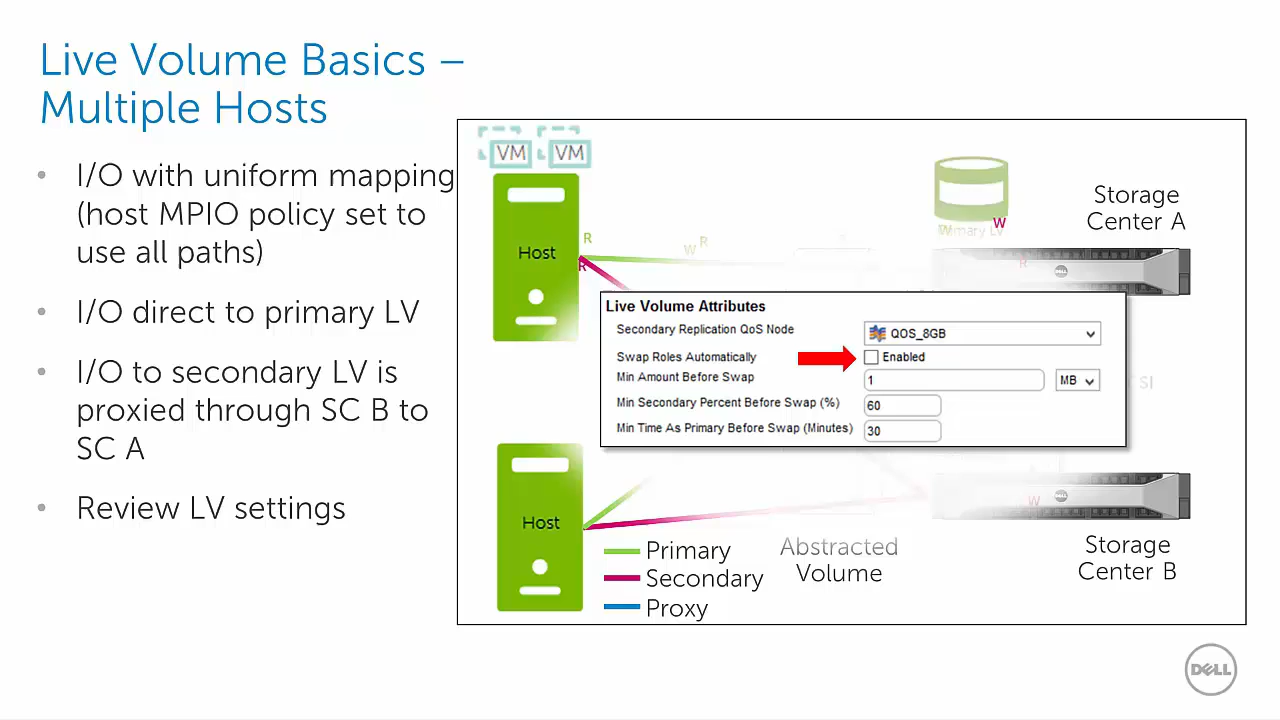 Live Volume Basics –
Multiple Hosts
• I/O with uniform mapping
(host MPIO policy set to
use all paths)
• I/O direct to primary LV
• I/O to secondary LV is
proxied through SC B to
SC A
• Review LV settings
VM VM
Host
R
R
W R
W
W
Primary LV
R
Storage
Center A
Live Volume Attributes
Secondary Replication QoS Node QOS_8GB
Swap Roles Automatically Enabled
Min Amount Before Swap 1 MB
Min Secondary Percent Before Swap (%) 60
Min Time As Primary Before Swap (Minutes) 30
SI
Host
W
Primary
Secondary
Proxy
Abstracted
Volume
Storage
Center B
DELL